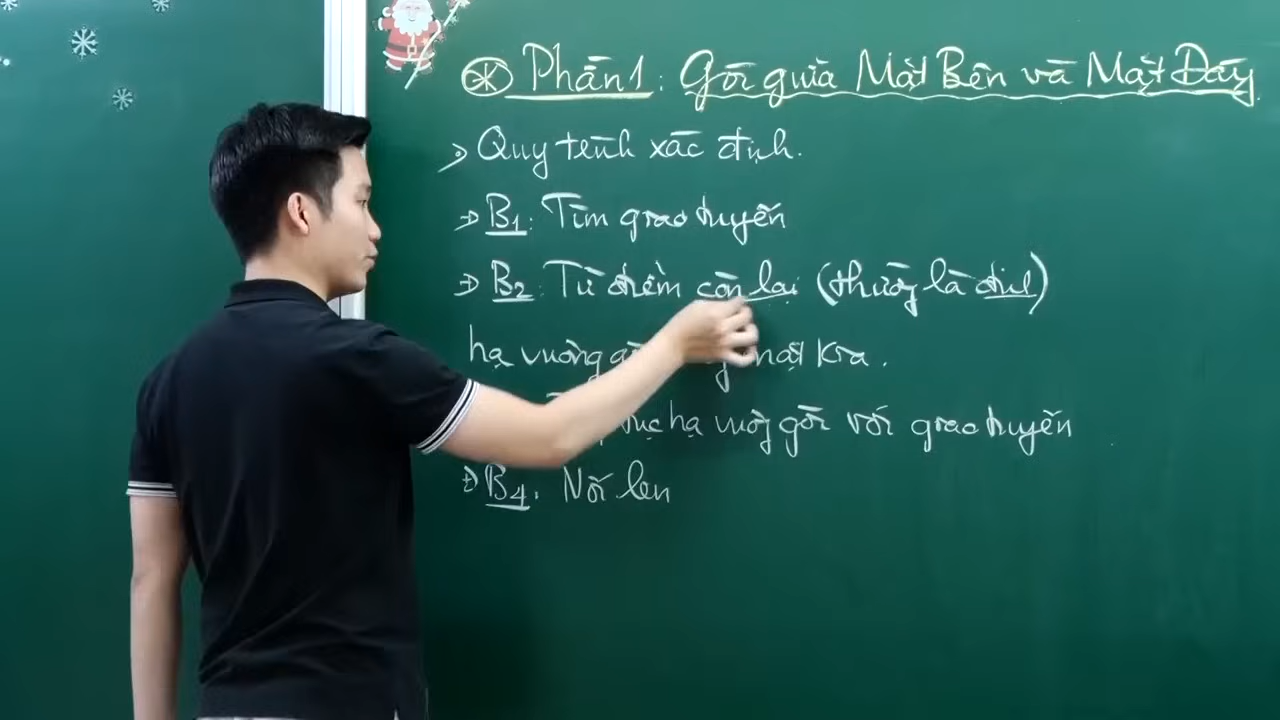 Phần 1: Góc giữa Mặt Bên và Mặt Đáy
Quy trình xác định.
B1: Tìm giao tuyến
B2: Từ điểm còn lại (thường là đỉnh)
hạ vuông mặt kia.
tục hạ vuông góc với giao tuyến
B4. Nối lên